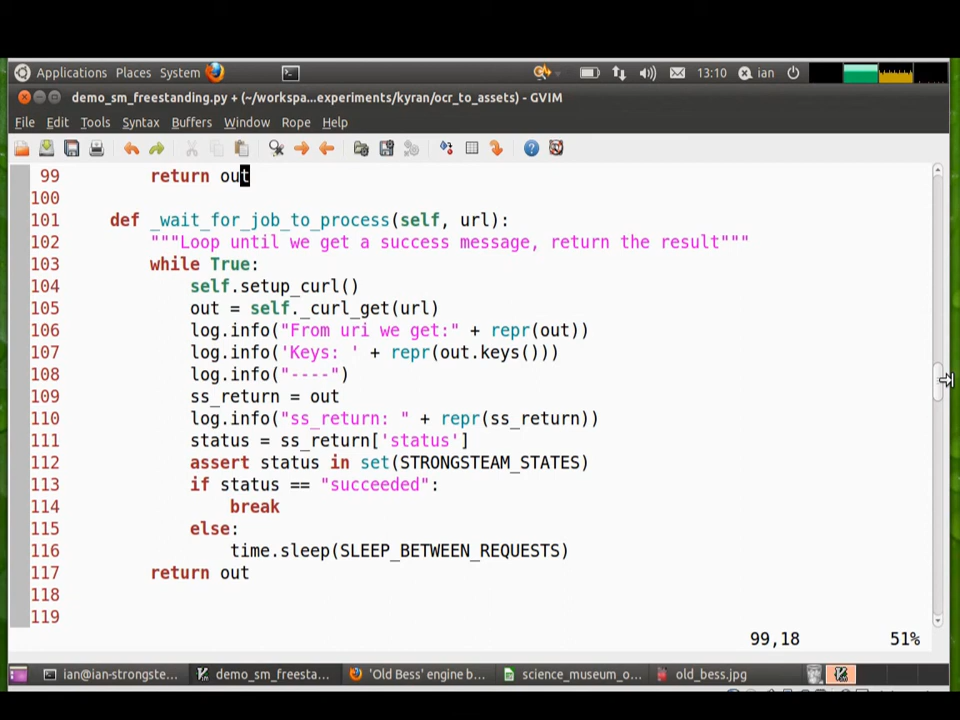 Applications Places System 13:10 ian
demo_sm_freestanding.py + (~/workspa...experiments/kyran/ocr_to_assets) - GVIM
File Edit Tools Syntax Buffers Window Rope Help
99 return out
100
101 def _wait_for_job_to_process(self, url):
102 """Loop until we get a success message, return the result"""
103 while True:
104 self.setup_curl()
105 out = self._curl_get(url)
106 log.info("From uri we get:" + repr(out))
107 log.info('Keys: ' + repr(out.keys()))
108 log.info("----")
109 ss_return = out
110 log.info("ss_return: " + repr(ss_return))
111 status = ss_return['status']
112 assert status in set(STRONGSTEAM_STATES)
113 if status == "succeeded":
114 break
115 else:
116 time.sleep(SLEEP_BETWEEN_REQUESTS)
117 return out
118
119
99,18 51%
ian@ian-strongste... demo_sm_freesta... 'Old Bess' engine b... science_museum_o... old_bess.jpg